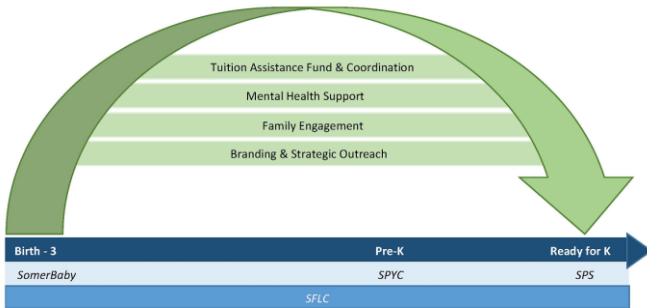 Tuition Assistance Fund & Coordination
Mental Health Support
Family Engagement
Branding & Strategic Outreach
Birth - 3 Pre-K Ready for K
SomerBaby SPYC SPS
SFLC